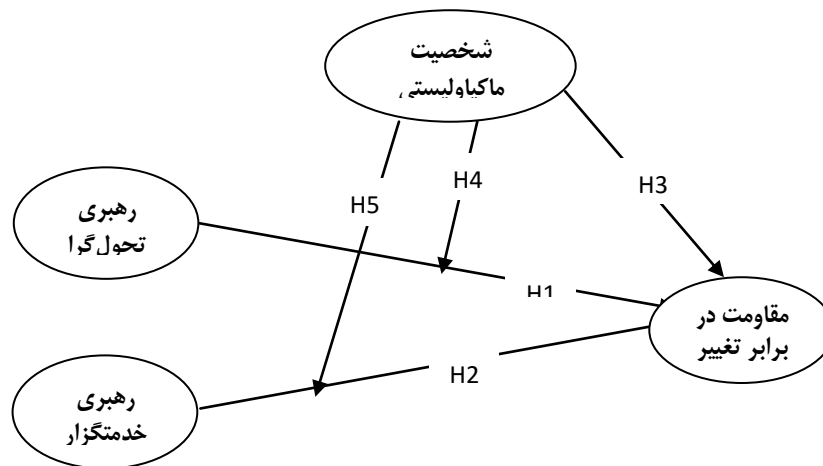 شخصیت
ماکیاولیستی
H3
H4
H5
رهبری
تحول‌گرا
H1
مقاومت در
برابر تغییر
H2
رهبری
خدمتگزار